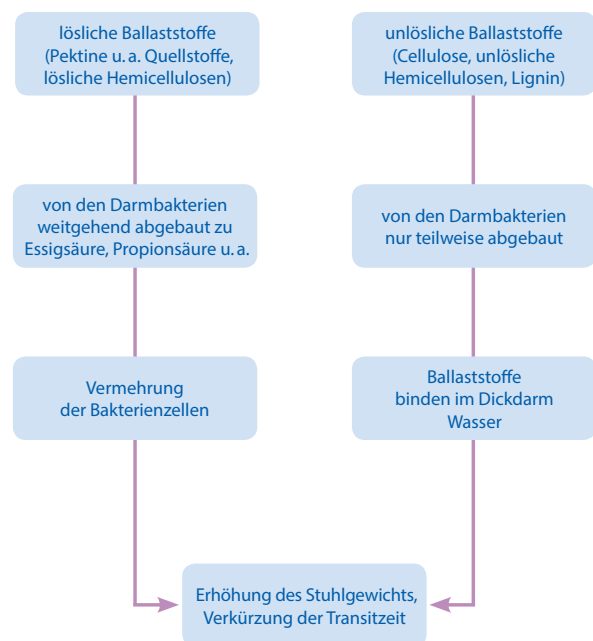 lösliche Ballaststoffe
(Pektine u. a. Quellstoffe,
lösliche Hemicellulosen)
unlösliche Ballaststoffe
(Cellulose, unlösliche
Hemicellulosen, Lignin)
von den Darmbakterien
weitgehend abgebaut zu
Essigsäure, Propionsäure u. a.
von den Darmbakterien
nur teilweise abgebaut
Vermehrung
der Bakterienzellen
Ballaststoffe
binden im Dickdarm
Wasser
Erhöhung des Stuhlgewichts,
Verkürzung der Transitzeit